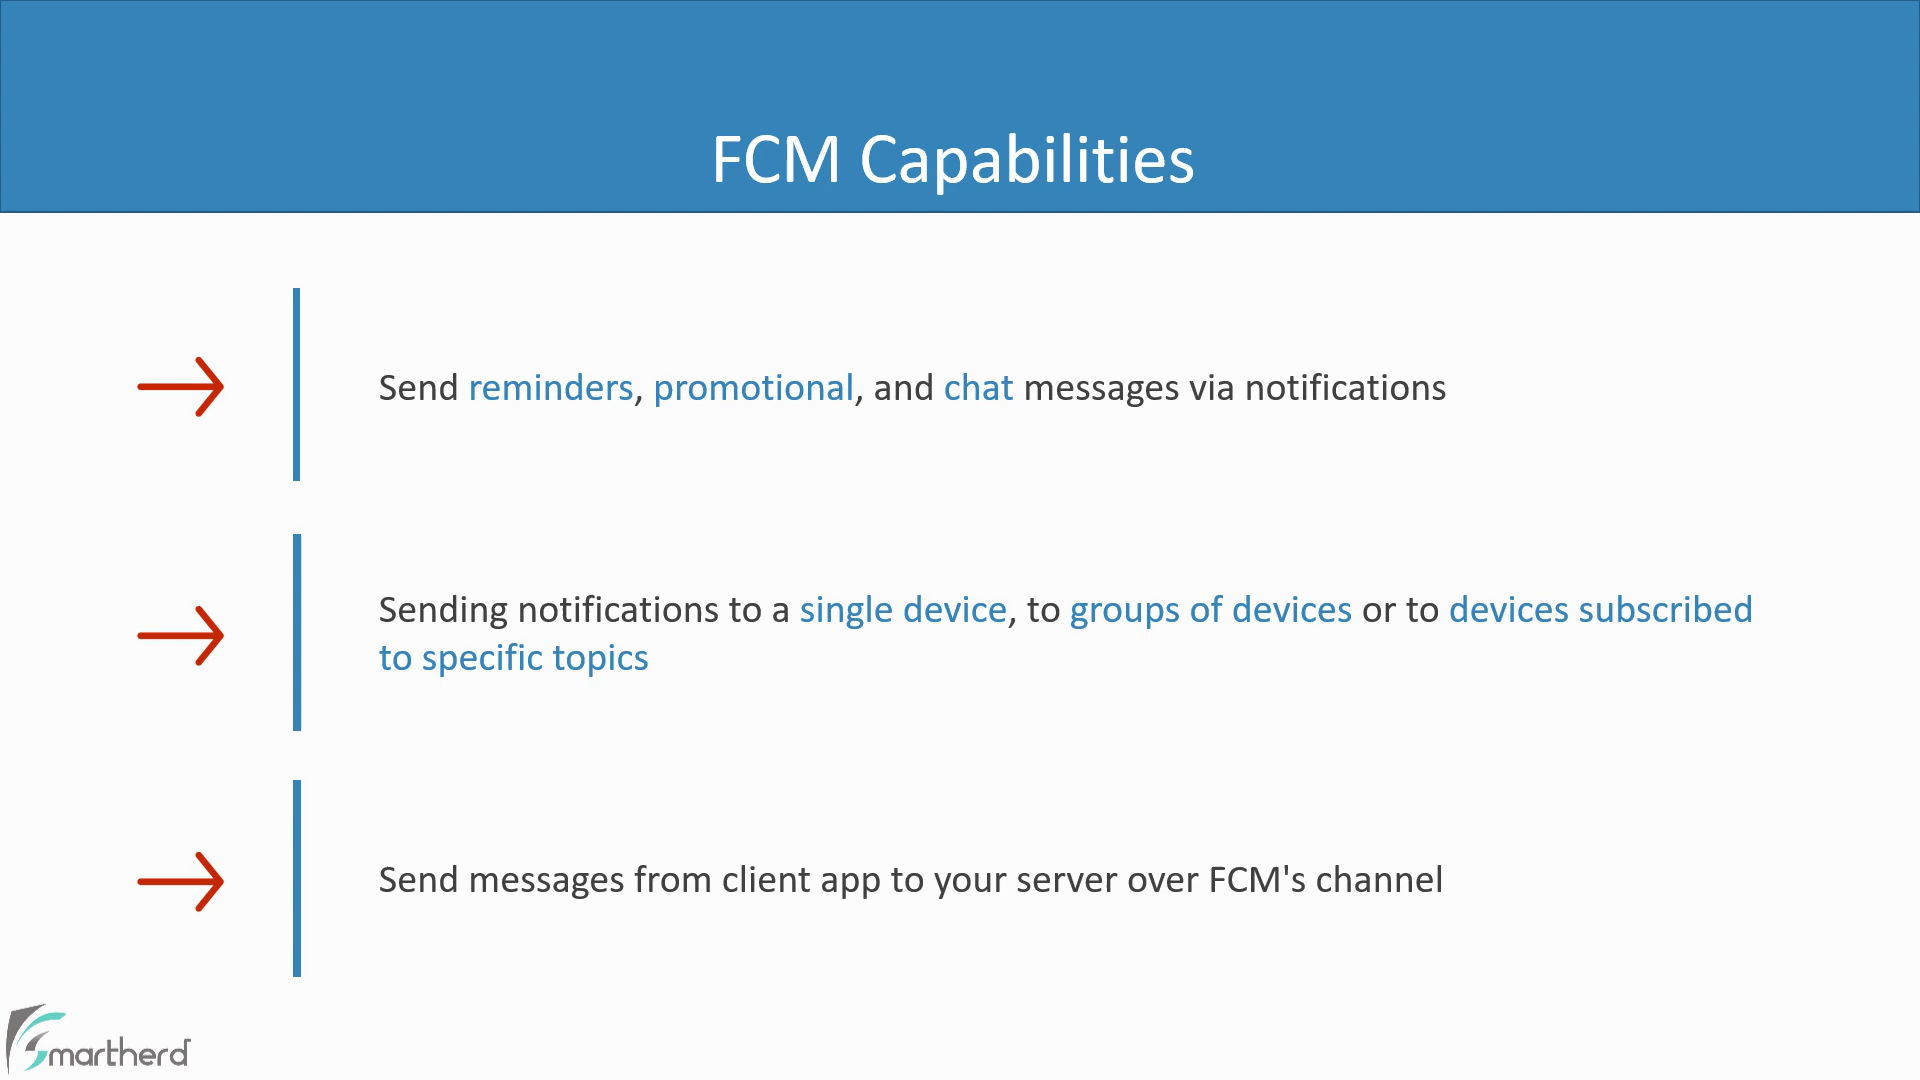 FCM Capabilities
Send reminders, promotional, and chat messages via notifications
Sending notifications to a single device, to groups of devices or to devices subscribed
to specific topics
Send messages from client app to your server over FCM's channel
Smartherd